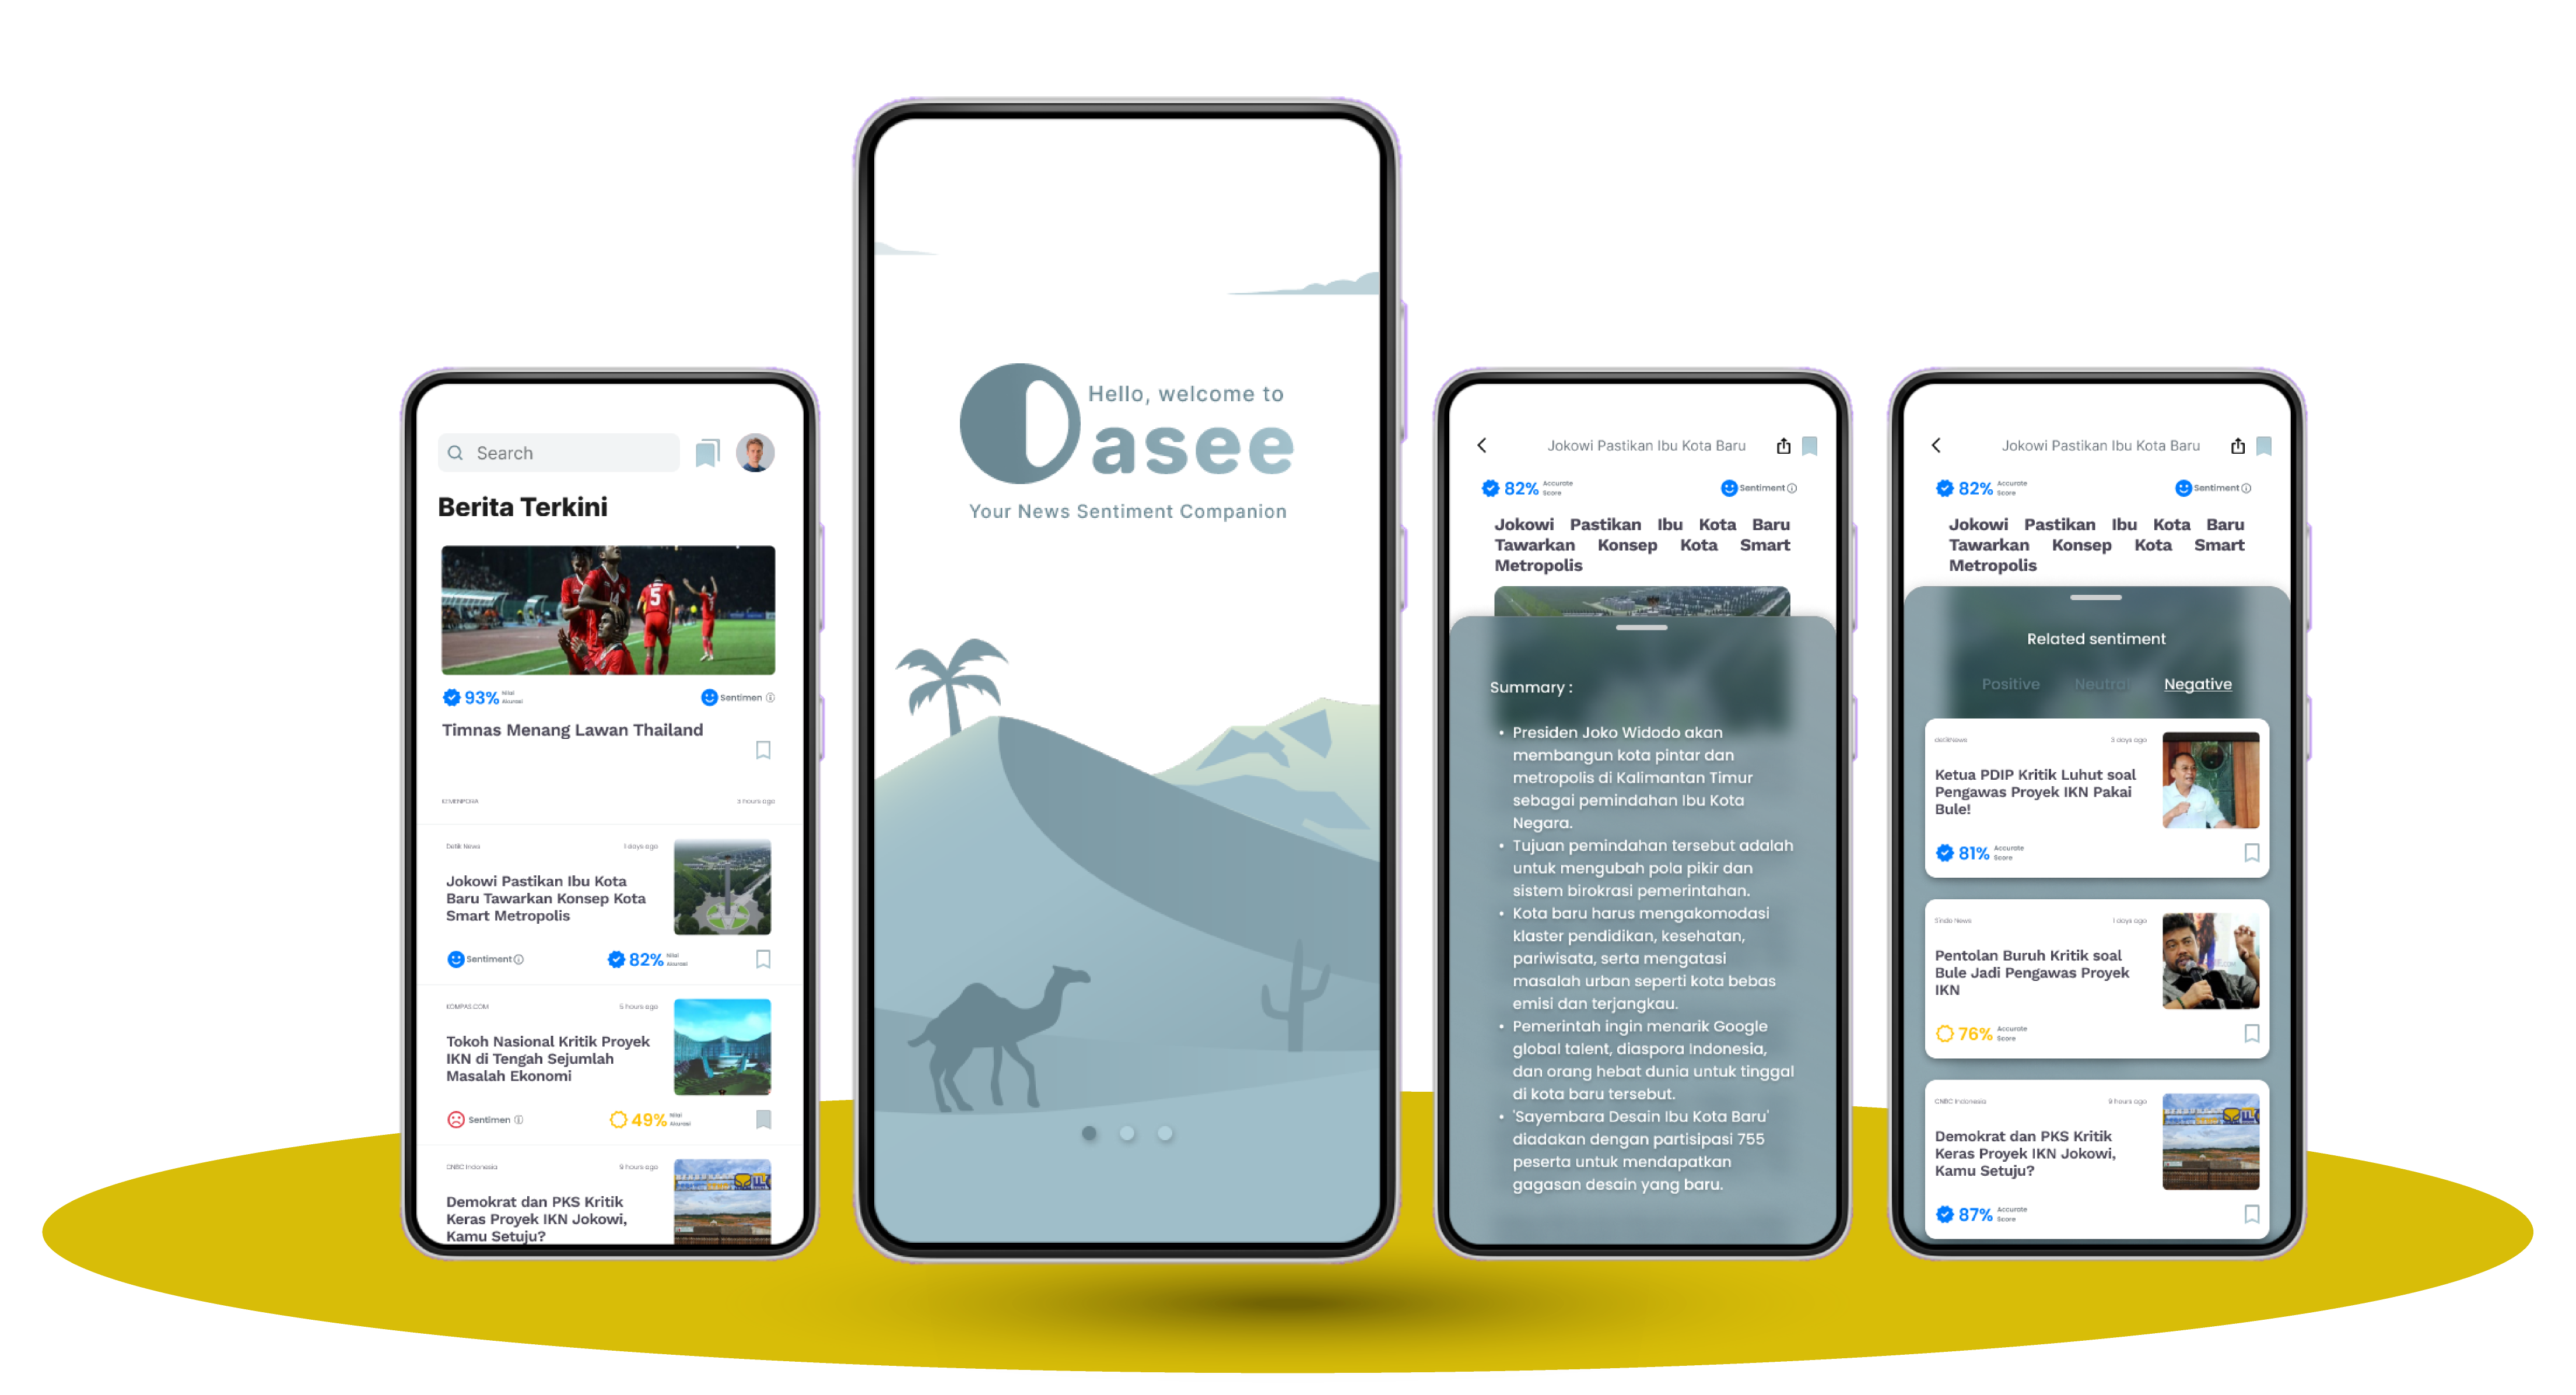 Search
Berita Terkini
5
14
93% Nilai
Akurasi
Sentimen
Timnas Menang Lawan Thailand
KEMENPORA 3 hours ago
Detik News 1 days ago
Jokowi Pastikan Ibu Kota
Baru Tawarkan Konsep Kota
Smart Metropolis
Sentiment 82% Nilai
Akurasi
KOMPAS.COM 5 hours ago
Tokoh Nasional Kritik Proyek
IKN di Tengah Sejumlah
Masalah Ekonomi
Sentimen 49% Nilai
Akurasi
CNBC Indonesia 9 hours ago
Demokrat dan PKS Kritik
Keras Proyek IKN Jokowi,
Kamu Setuju?
Hello, welcome to
Oasee
Your News Sentiment Companion
Jokowi Pastikan Ibu Kota Baru
82% Accurate
Score
Sentiment
Jokowi Pastikan Ibu Kota Baru
Tawarkan Konsep Kota Smart
Metropolis
Summary :
• Presiden Joko Widodo akan
membangun kota pintar dan
metropolis di Kalimantan Timur
sebagai pemindahan Ibu Kota
Negara.
• Tujuan pemindahan tersebut adalah
untuk mengubah pola pikir dan
sistem birokrasi pemerintahan.
• Kota baru harus mengakomodasi
klaster pendidikan, kesehatan,
pariwisata, serta mengatasi
masalah urban seperti kota bebas
emisi dan terjangkau.
• Pemerintah ingin menarik Google
global talent, diaspora Indonesia,
dan orang hebat dunia untuk tinggal
di kota baru tersebut.
• 'Sayembara Desain Ibu Kota Baru'
diadakan dengan partisipasi 755
peserta untuk mendapatkan
gagasan desain yang baru.
Jokowi Pastikan Ibu Kota Baru
82% Accurate
Score
Sentiment
Jokowi Pastikan Ibu Kota Baru
Tawarkan Konsep Kota Smart
Metropolis
Related sentiment
Positive Neutral Negative
detikNews 3 days ago
Ketua PDIP Kritik Luhut soal
Pengawas Proyek IKN Pakai
Bule!
81% Accurate
Score
Sindo News 1 days ago
Pentolan Buruh Kritik soal
Bule Jadi Pengawas Proyek
IKN
76% Accurate
Score
CNBC Indonesia 9 hours ago
Demokrat dan PKS Kritik
Keras Proyek IKN Jokowi,
Kamu Setuju?
87% Accurate
Score